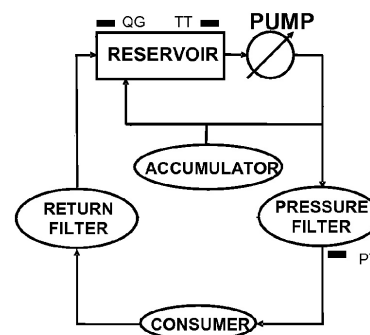 QG TT PUMP
RESERVOIR
ACCUMULATOR
RETURN
FILTER
PRESSURE
FILTER
CONSUMER